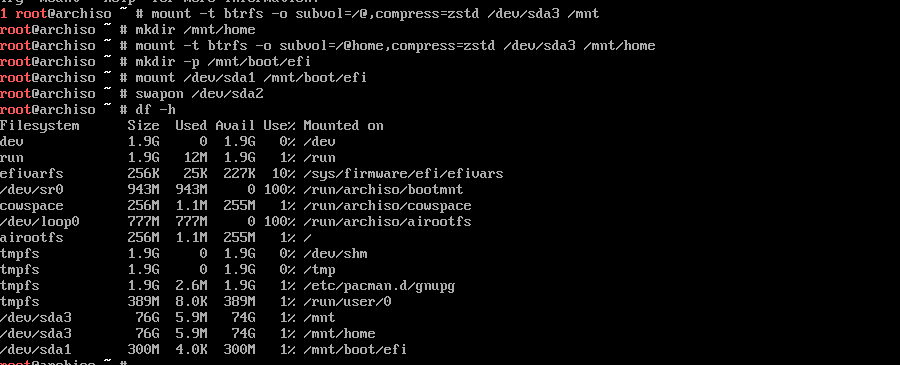 1 root@archiso ~ # mount -t btrfs -o subvol=/@,compress=zstd /dev/sda3 /mnt
root@archiso ~ # mkdir /mnt/home
root@archiso ~ # mount -t btrfs -o subvol=/@home,compress=zstd /dev/sda3 /mnt/home
root@archiso ~ # mkdir -p /mnt/boot/efi
root@archiso ~ # mount /dev/sda1 /mnt/boot/efi
root@archiso ~ # swapon /dev/sda2
root@archiso ~ # df -h
Filesystem      Size  Used Avail Use% Mounted on
dev             1.9G     0  1.9G   0% /dev
run             1.9G   12M  1.9G   1% /run
efivarfs        256K   25K  227K  10% /sys/firmware/efi/efivars
/dev/sr0        943M  943M     0 100% /run/archiso/bootmnt
cowspace        256M  1.1M  255M   1% /run/archiso/cowspace
/dev/loop0      777M  777M     0 100% /run/archiso/airootfs
airootfs        256M  1.1M  255M   1% /
tmpfs           1.9G     0  1.9G   0% /dev/shm
tmpfs           1.9G     0  1.9G   0% /tmp
tmpfs           1.9G  2.6M  1.9G   1% /etc/pacman.d/gnupg
tmpfs           389M  8.0K  389M   1% /run/user/0
/dev/sda3        76G  5.9M   74G   1% /mnt
/dev/sda3        76G  5.9M   74G   1% /mnt/home
/dev/sda1       300M  4.0K  300M   1% /mnt/boot/efi
root@archiso ~ #